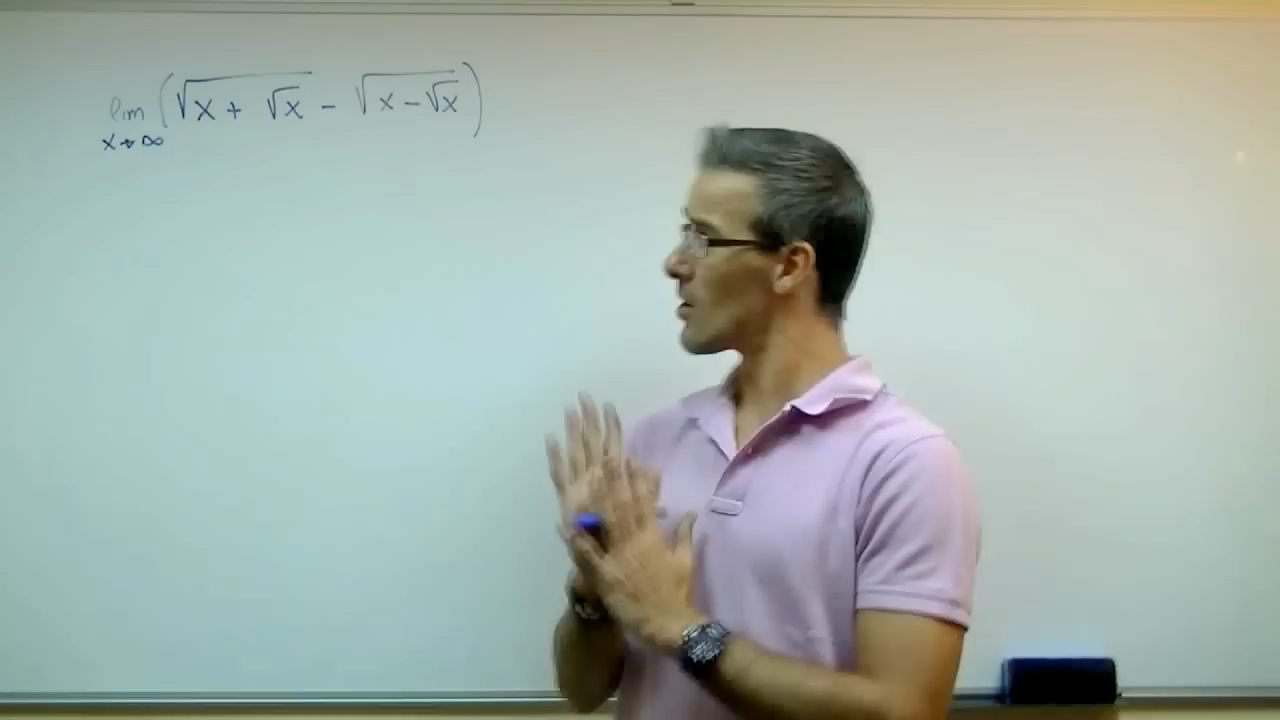 lim (√(x + √x) - √(x - √x))
x→∞